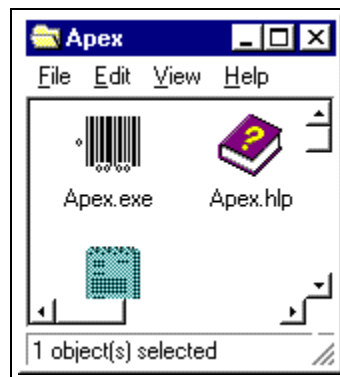 Apex
File Edit View Help
Apex.exe Apex.hlp
1 object(s) selected